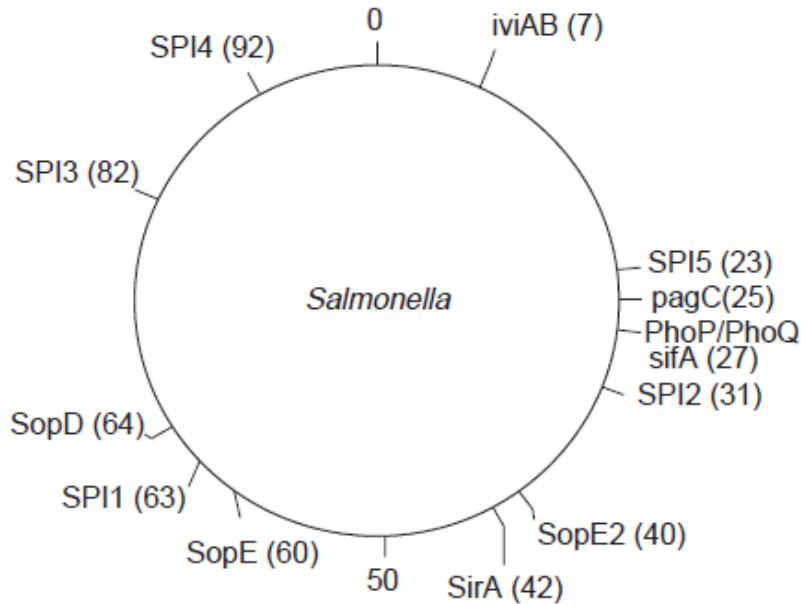 0
iviAB (7)
SPI4 (92)
SPI3 (82)
SPI5 (23)
Salmonella
pagC(25)
PhoP/PhoQ
sifA (27)
SPI2 (31)
SopD (64)
SPI1 (63)
SopE (60)
SopE2 (40)
50
SirA (42)